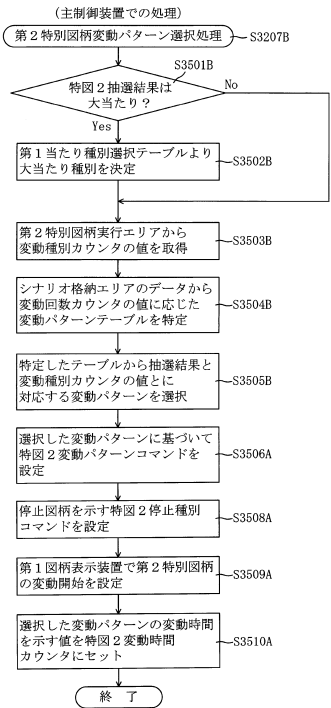 (主制御装置での処理)
第2特別図柄変動パターン選択処理
S3207B
S3501B
特図2抽選結果は
大当たり?
No
Yes
第1当たり種別選択テーブルより
大当たり種別を決定
S3502B
第2特別図柄実行エリアから
変動種別カウンタの値を取得
S3503B
シナリオ格納エリアのデータから
変動回数カウンタの値に応じた
変動パターンテーブルを特定
S3504B
特定したテーブルから抽選結果と
変動種別カウンタの値とに
対応する変動パターンを選択
S3505B
選択した変動パターンに基づいて
特図2変動パターンコマンドを
設定
S3506A
停止図柄を示す特図2停止種別
コマンドを設定
S3508A
第1図柄表示装置で第2特別図柄
の変動開始を設定
S3509A
選択した変動パターンの変動時間
を示す値を特図2変動時間
カウンタにセット
S3510A
終 了